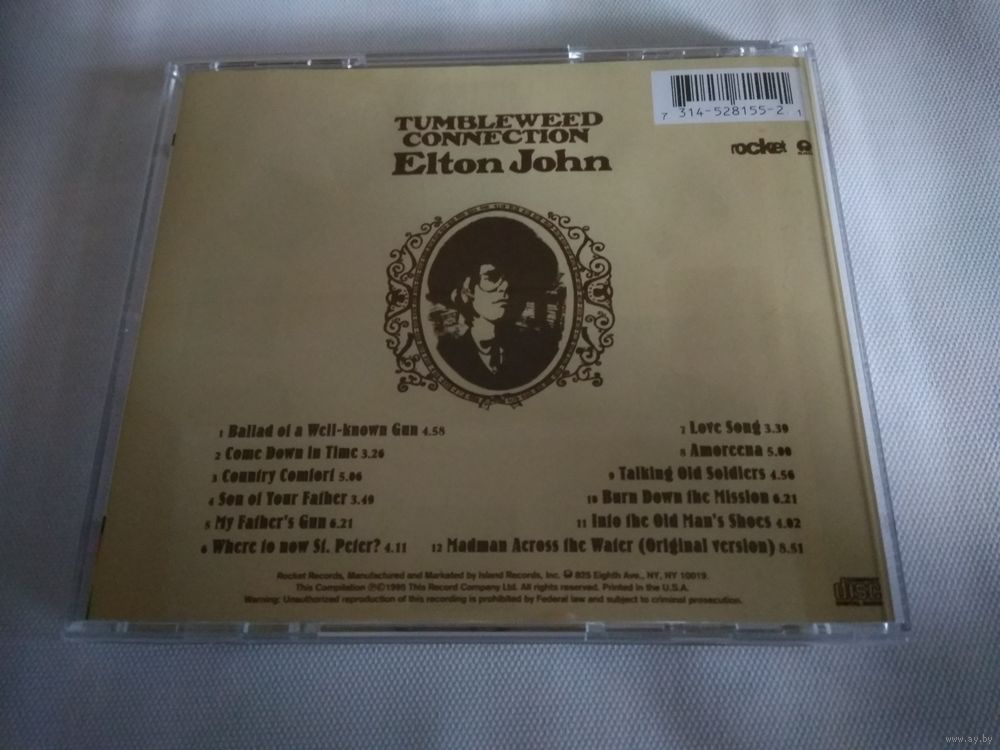 7 314-528155-2 1
TUMBLEWEED
CONNECTION
Elton John
rocket
1 Ballad of a Well-known Gun 4.58
2 Come Down in Time 3.26
3 Country Comfort 5.06
4 Son of Your Father 3.49
5 My Father's Gun 6.21
6 Where to now St. Peter? 4.11
7 Love Song 3.39
8 Amoreena 5.00
9 Talking Old Soldiers 4.56
10 Burn Down the Mission 6.21
11 Into the Old Man's Shoes 4.02
12 Madman Across the Water (Original version) 8.51
Rocket Records, Manufactured and Marketed by Island Records, Inc. 825 Eighth Ave., NY, NY 10019.
This Compilation ℗©1995 This Record Company Ltd. All rights reserved. Printed in the U.S.A.
Warning: Unauthorized reproduction of this recording is prohibited by Federal law and subject to criminal prosecution.
disc
www.ay.by